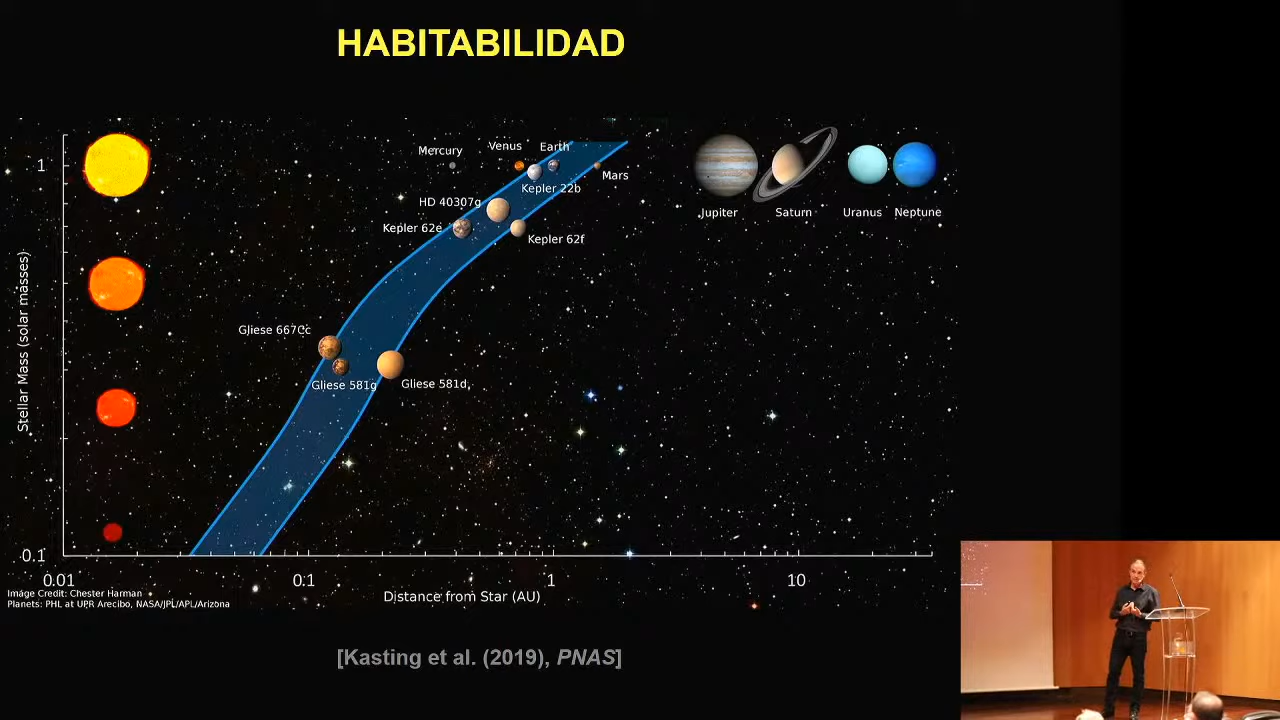 HABITABILIDAD
Mercury
Venus
Earth
Mars
Kepler 22b
HD 40307g
Kepler 62e
Kepler 62f
Gliese 667Cc
Gliese 581g
Gliese 581d
Jupiter
Saturn
Uranus
Neptune
Stellar Mass (solar masses)
1
0.1
0.01
0.1
1
10
Distance from Star (AU)
Image Credit: Chester Harman
Planets: PHL at UPR Arecibo, NASA/JPL/APL/Arizona
[Kasting et al. (2019), PNAS]